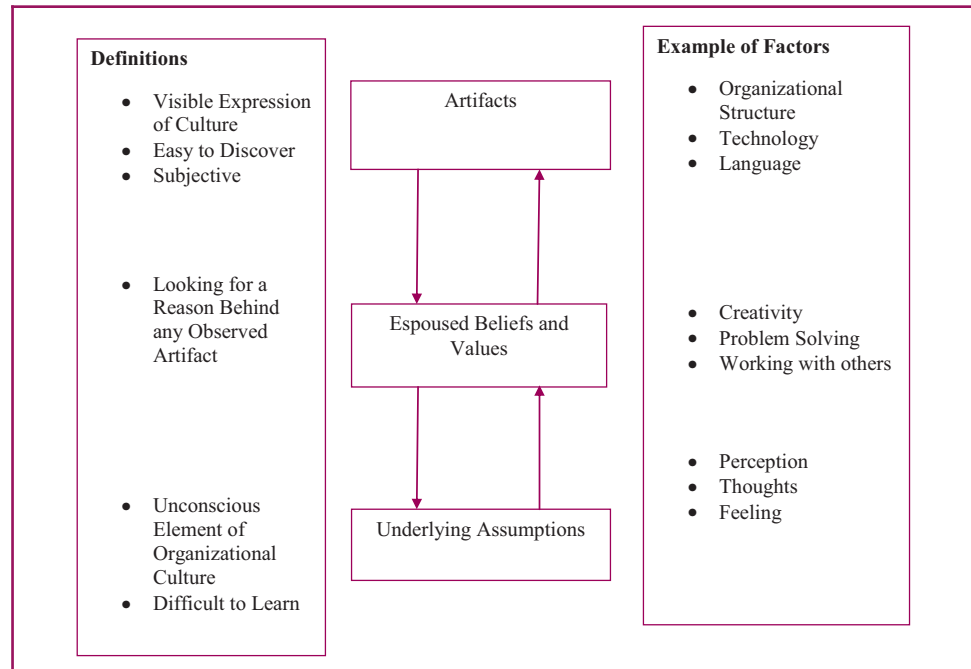 Definitions
● Visible Expression
of Culture
● Easy to Discover
● Subjective
● Looking for a
Reason Behind
any Observed
Artifact
● Unconscious
Element of
Organizational
Culture
● Difficult to Learn
Artifacts
Espoused Beliefs and
Values
Underlying Assumptions
Example of Factors
● Organizational
Structure
● Technology
● Language
● Creativity
● Problem Solving
● Working with others
● Perception
● Thoughts
● Feeling